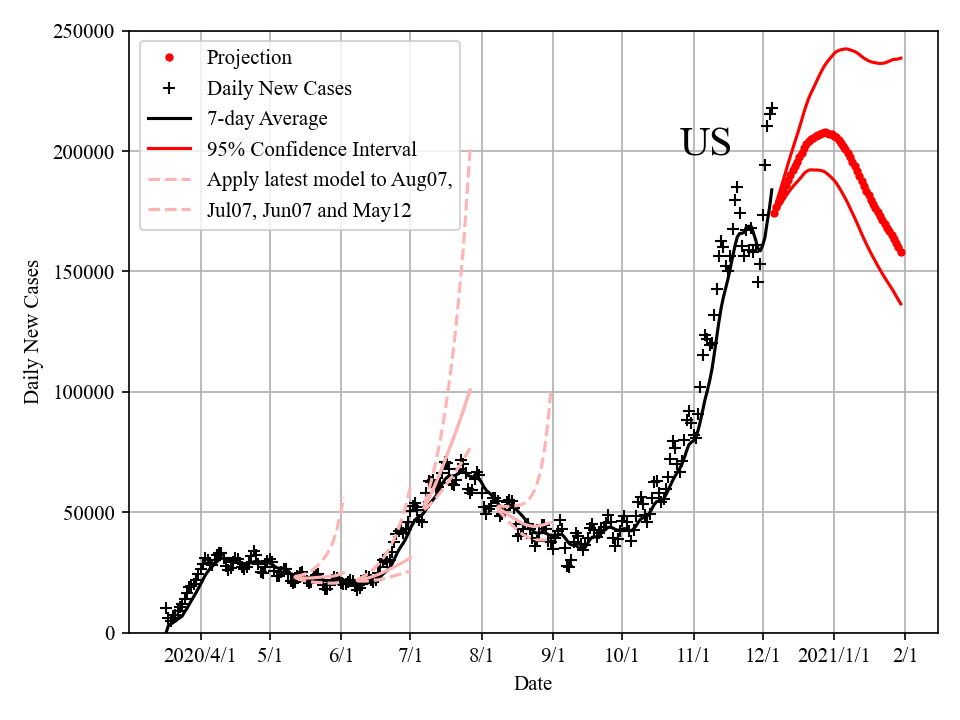 250000
200000
150000
100000
50000
0
Daily New Cases
Projection
Daily New Cases
7-day Average
95% Confidence Interval
Apply latest model to Aug07,
Jul07, Jun07 and May12
US
2020/4/1 5/1 6/1 7/1 8/1 9/1 10/1 11/1 12/1 2021/1/1 2/1
Date